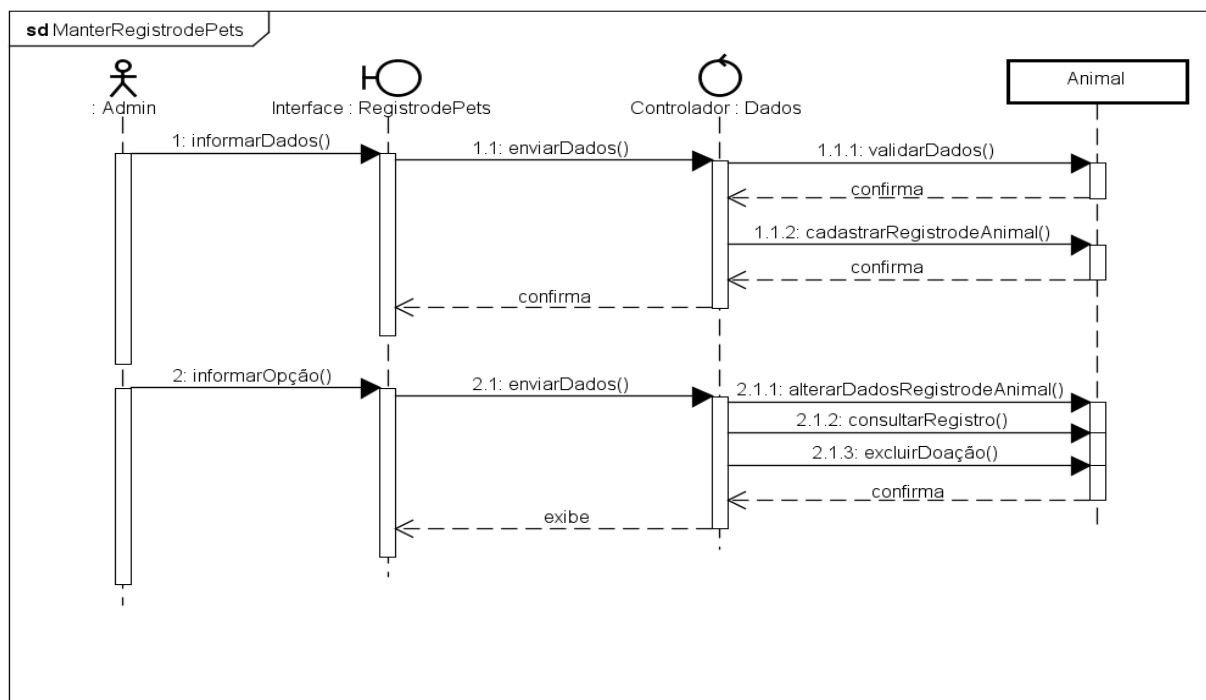 sd ManterRegistrodePets
: Admin
Interface : RegistrodePets
Controlador : Dados
Animal
1: informarDados()
1.1: enviarDados()
1.1.1: validarDados()
confirma
1.1.2: cadastrarRegistrodeAnimal()
confirma
confirma
2: informarOpção()
2.1: enviarDados()
2.1.1: alterarDadosRegistrodeAnimal()
2.1.2: consultarRegistro()
2.1.3: excluirDoação()
confirma
exibe